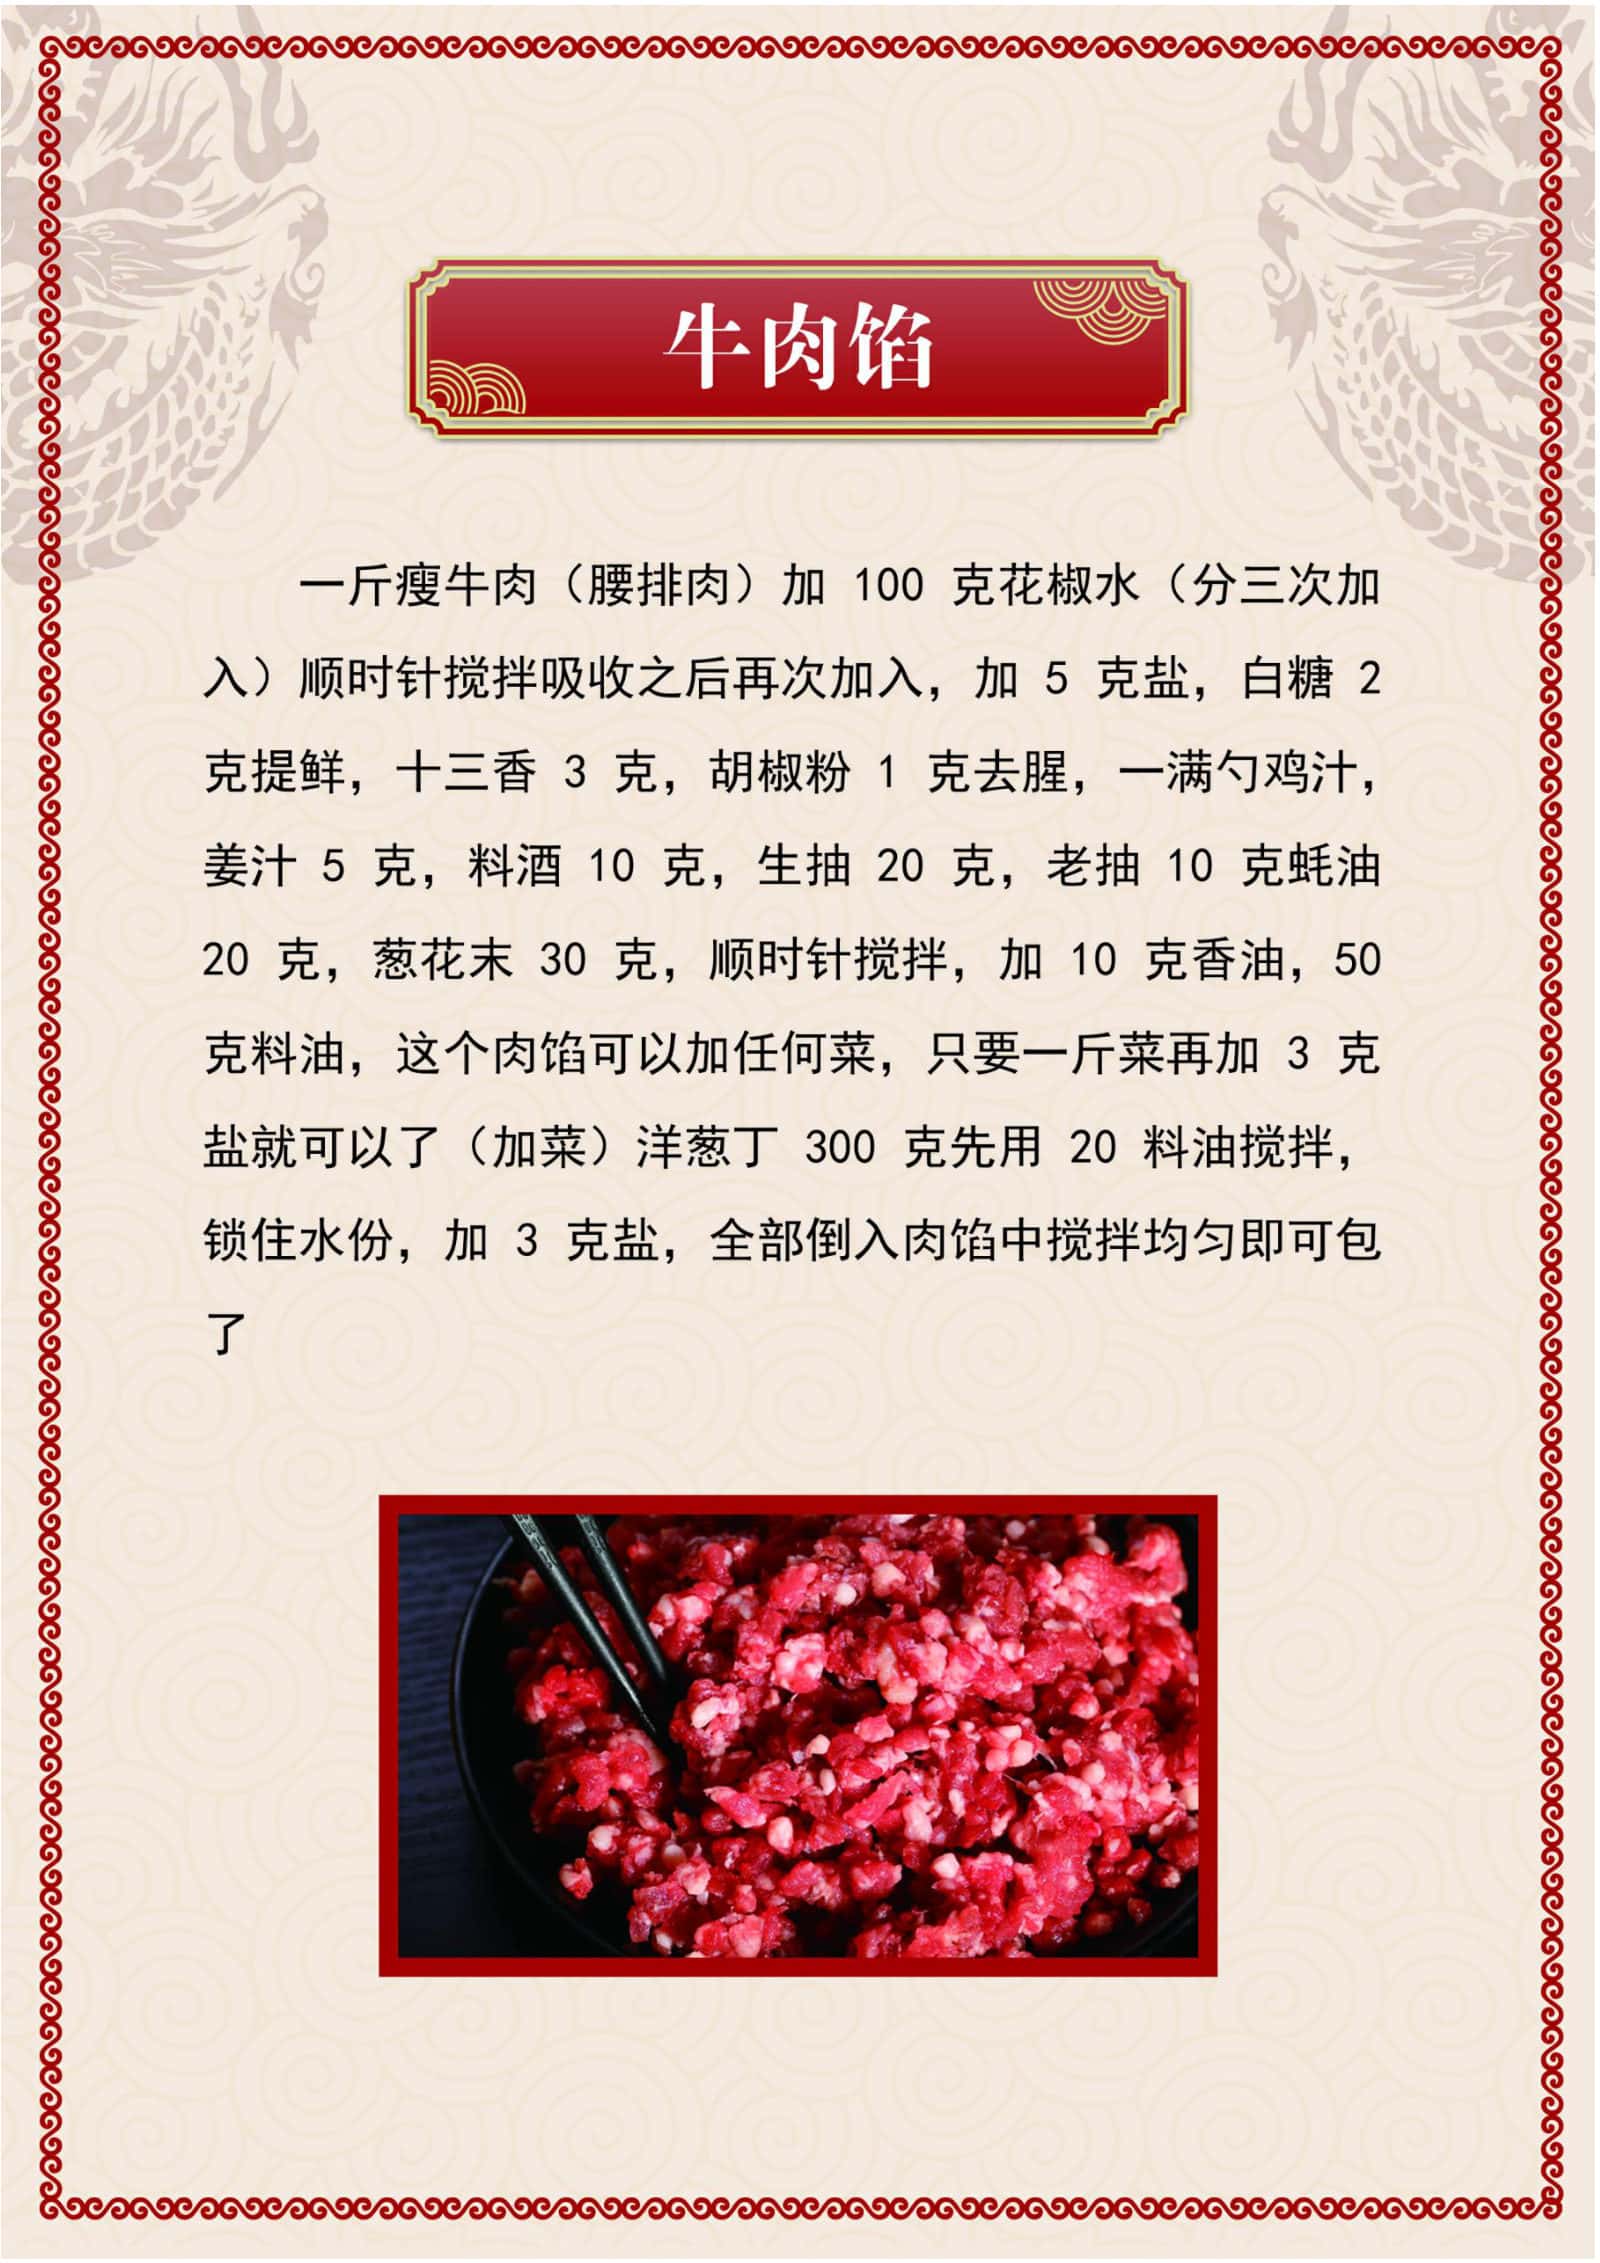 牛肉馅
一斤瘦牛肉（腰排肉）加 100 克花椒水（分三次加
入）顺时针搅拌吸收之后再次加入，加 5 克盐，白糖 2
克提鲜，十三香 3 克，胡椒粉 1 克去腥，一满勺鸡汁，
姜汁 5 克，料酒 10 克，生抽 20 克，老抽 10 克蚝油
20 克，葱花末 30 克，顺时针搅拌，加 10 克香油，50
克料油，这个肉馅可以加任何菜，只要一斤菜再加 3 克
盐就可以了（加菜）洋葱丁 300 克先用 20 料油搅拌，
锁住水份，加 3 克盐，全部倒入肉馅中搅拌均匀即可包
了